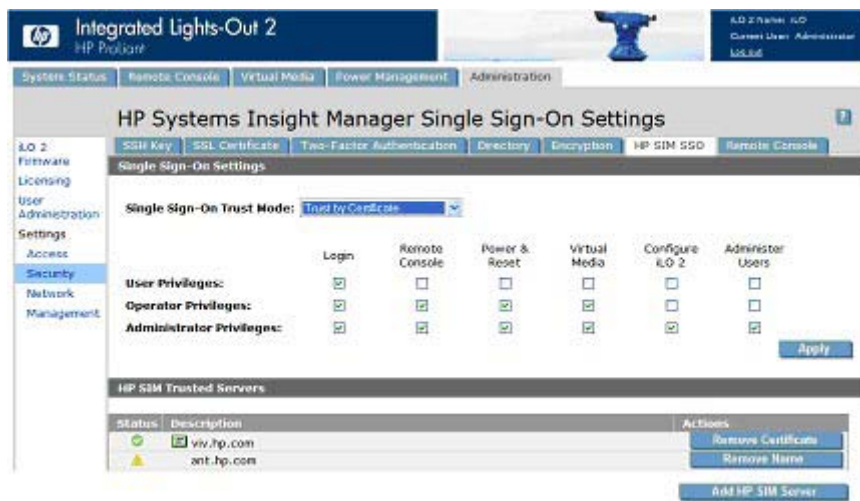 hp Integrated Lights-Out 2
HP ProLiant
iLO 2 Name: iLO
Current User: Administrator
Log out
System Status Remote Console Virtual Media Power Management Administration
HP Systems Insight Manager Single Sign-On Settings ?
SSH Key SSL Certificate Two-Factor Authentication Directory Encryption HP SIM SSO Remote Console
iLO 2
Firmware
Licensing
User
Administration
Settings
Access
Security
Network
Management
Single Sign-On Settings
Single Sign-On Trust Mode: Trust by Certificate
Login Remote Console Power & Reset Virtual Media Configure iLO 2 Administer Users
User Privileges:
Operator Privileges:
Administrator Privileges:
Apply
HP SIM Trusted Servers
Status Description Actions
viv.hp.com Remove Certificate
ant.hp.com Remove Name
Add HP SIM Server